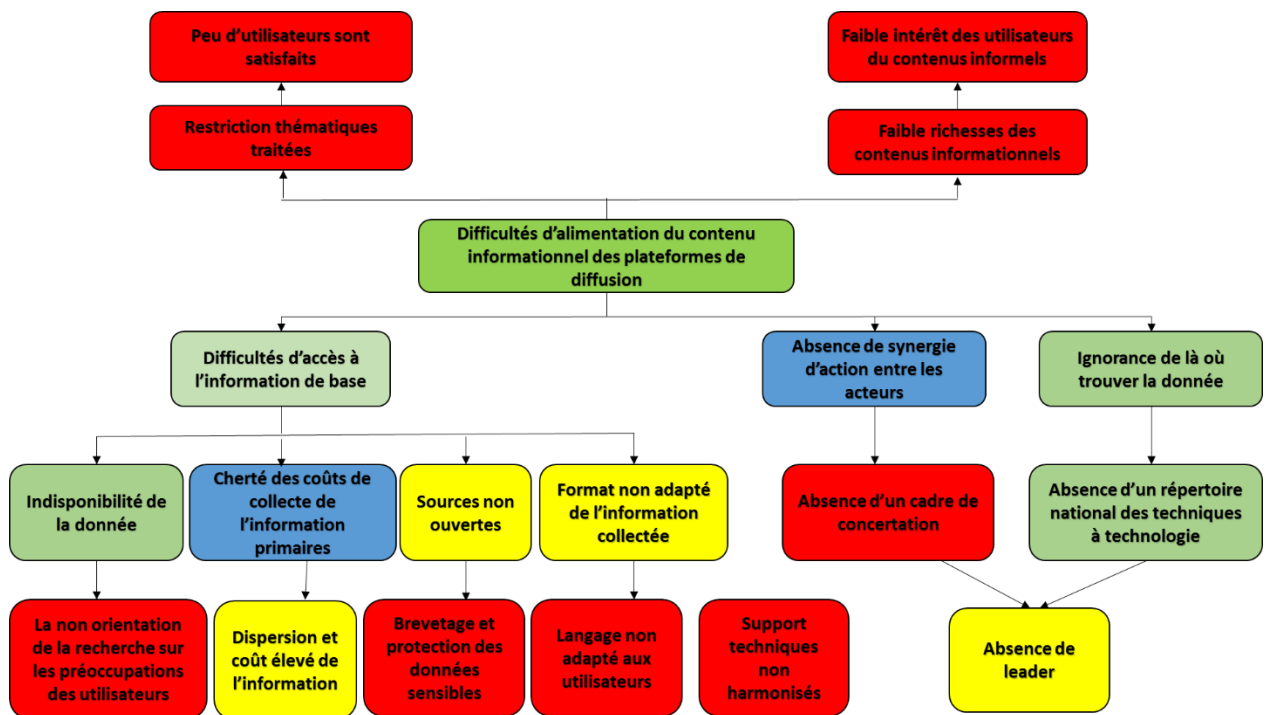 Peu d'utilisateurs sont
satisfaits
Faible intérêt des utilisateurs
du contenus informels
Restriction thématiques
traitées
Faible richesses des
contenus informationnels
Difficultés d'alimentation du contenu
informationnel des plateformes de
diffusion
Difficultés d'accès à
l'information de base
Absence de synergie
d'action entre les
acteurs
Ignorance de là où
trouver la donnée
Indisponibilité de
la donnée
Cherté des coûts de
collecte de
l'information
primaires
Sources non
ouvertes
Format non adapté
de l'information
collectée
Absence d'un cadre de
concertation
Absence d'un répertoire
national des techniques
à technologie
La non orientation
de la recherche sur
les préoccupations
des utilisateurs
Dispersion et
coût élevé de
l'information
Brevetage et
protection des
données
sensibles
Langage non
adapté aux
utilisateurs
Support
techniques
non
harmonisés
Absence de
leader